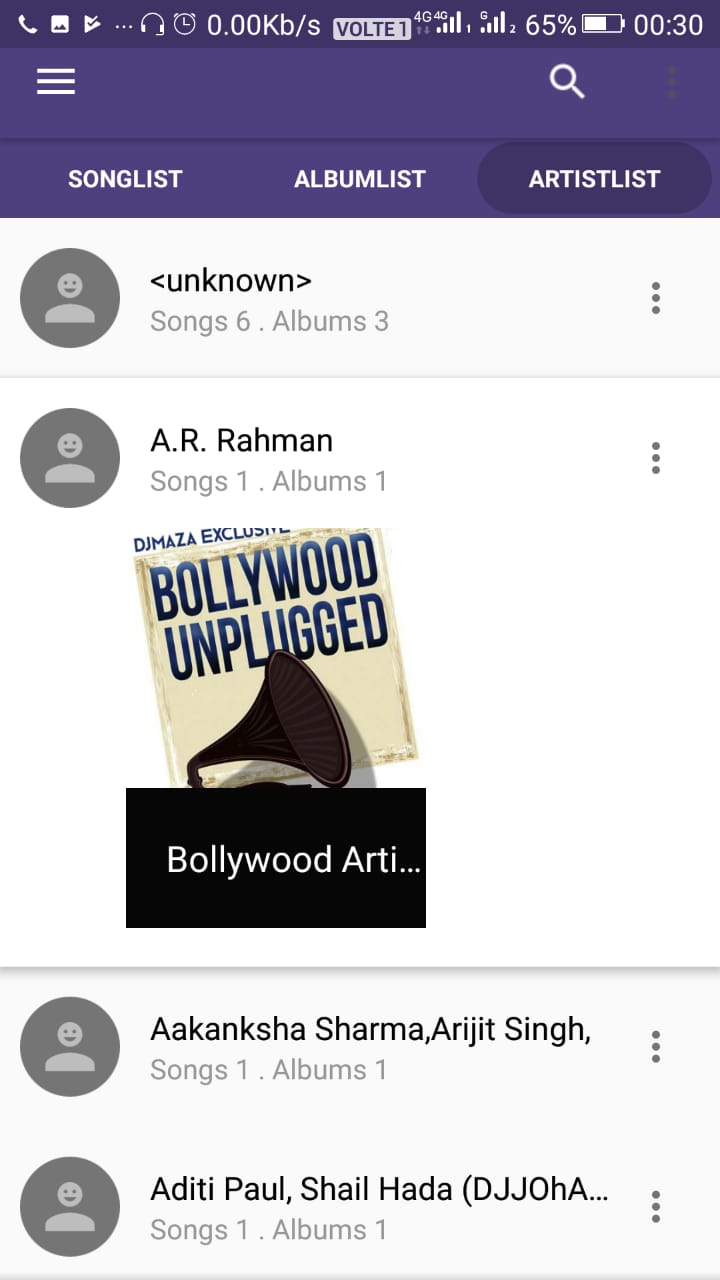 0.00Kb/s VOLTE 1 4G 4G 1 G 2 65% 00:30
SONGLIST ALBUMLIST ARTISTLIST
<unknown>
Songs 6 . Albums 3
A.R. Rahman
Songs 1 . Albums 1
DJMAZA EXCLUSIVE
BOLLYWOOD
UNPLUGGED
Bollywood Arti...
Aakanksha Sharma,Arijit Singh,
Songs 1 . Albums 1
Aditi Paul, Shail Hada (DJJOhA...
Songs 1 . Albums 1